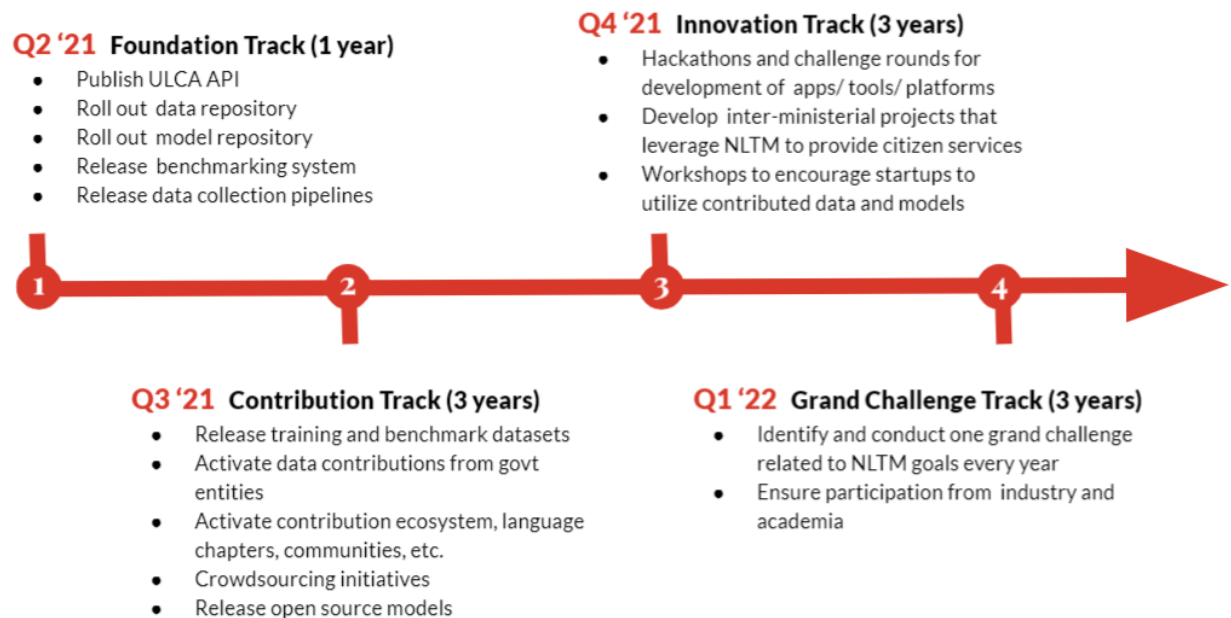 Q2 ‘21 Foundation Track (1 year)
● Publish ULCA API
● Roll out data repository
● Roll out model repository
● Release benchmarking system
● Release data collection pipelines
Q4 ‘21 Innovation Track (3 years)
● Hackathons and challenge rounds for
development of apps/ tools/ platforms
● Develop inter-ministerial projects that
leverage NLTM to provide citizen services
● Workshops to encourage startups to
utilize contributed data and models
1 2 3 4
Q3 ‘21 Contribution Track (3 years)
● Release training and benchmark datasets
● Activate data contributions from govt
entities
● Activate contribution ecosystem, language
chapters, communities, etc.
● Crowdsourcing initiatives
● Release open source models
Q1 ‘22 Grand Challenge Track (3 years)
● Identify and conduct one grand challenge
related to NLTM goals every year
● Ensure participation from industry and
academia